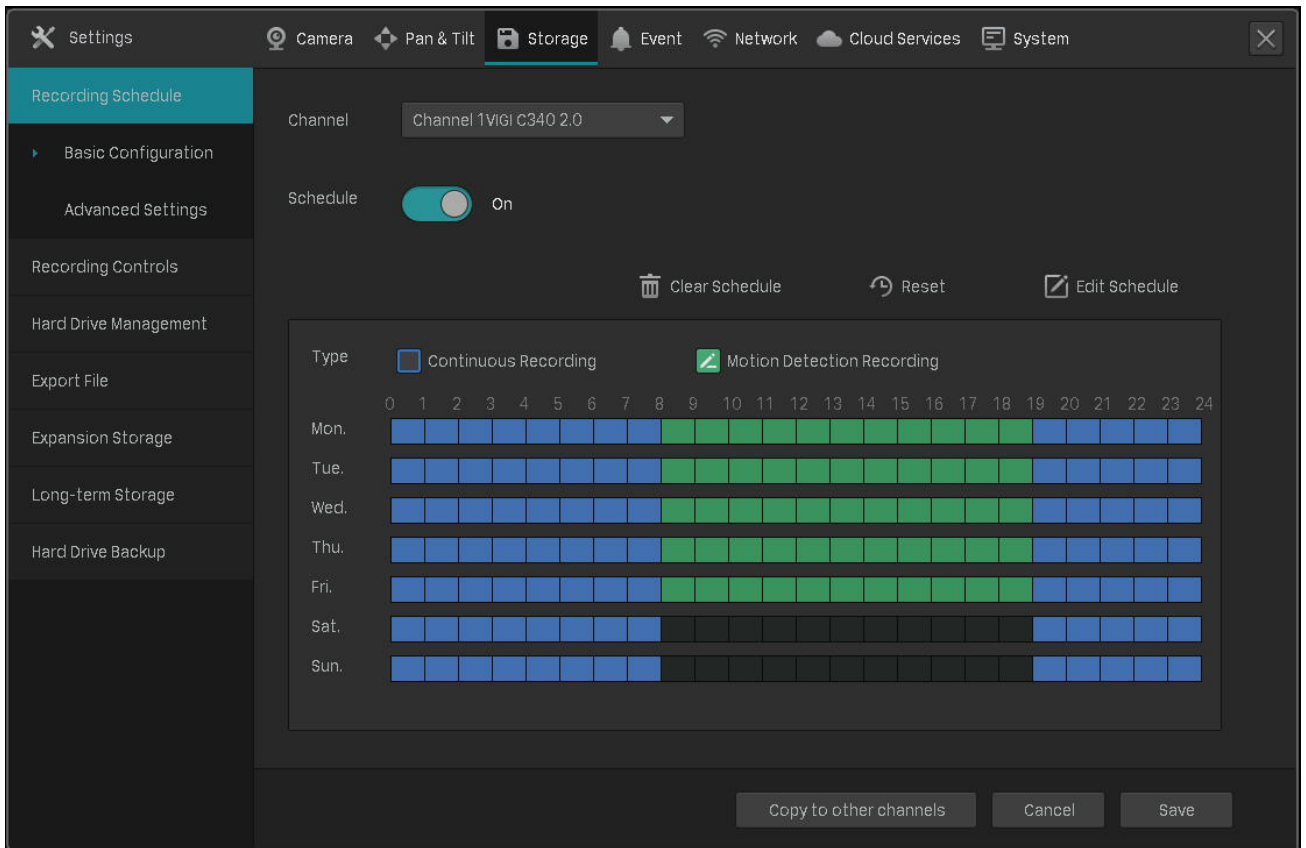 Settings
Camera Pan & Tilt Storage Event Network Cloud Services System
Recording Schedule
Basic Configuration
Advanced Settings
Recording Controls
Hard Drive Management
Export File
Expansion Storage
Long-term Storage
Hard Drive Backup
Channel Channel 1VIGI C340 2.0
Schedule On
Clear Schedule Reset Edit Schedule
Type Continuous Recording Motion Detection Recording
0 1 2 3 4 5 6 7 8 9 10 11 12 13 14 15 16 17 18 19 20 21 22 23 24
Mon.
Tue.
Wed.
Thu.
Fri.
Sat.
Sun.
Copy to other channels Cancel Save